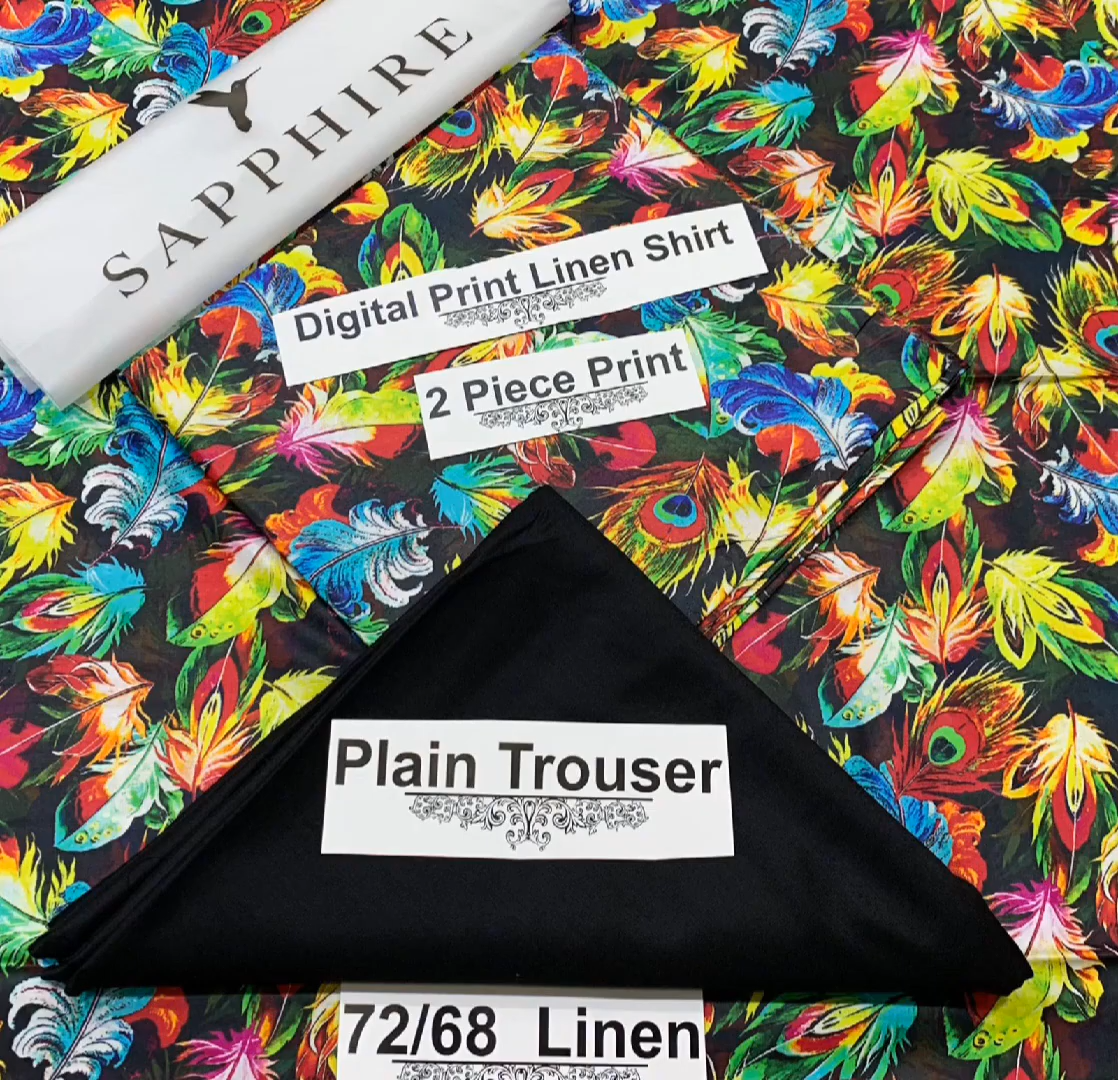 SAPPHIRE
Digital Print Linen Shirt
2 Piece Print
Plain Trouser
72/68 Linen